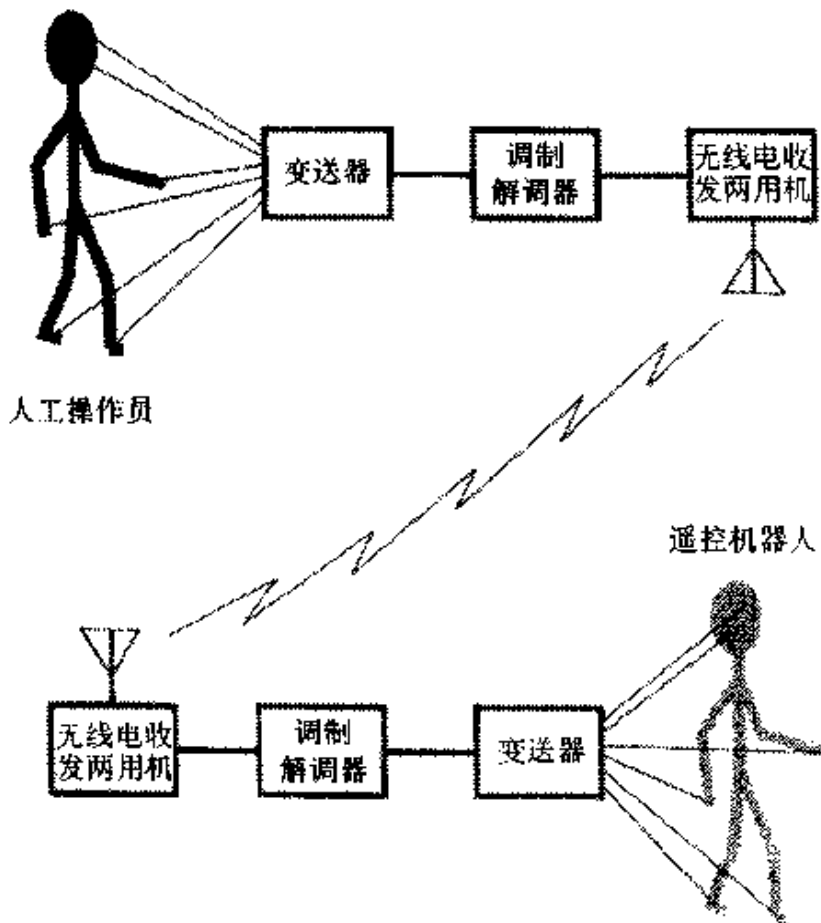 变送器
调制
解调器
无线电收
发两用机
人工操作员
遥控机器人
无线电收
发两用机
调制
解调器
变送器